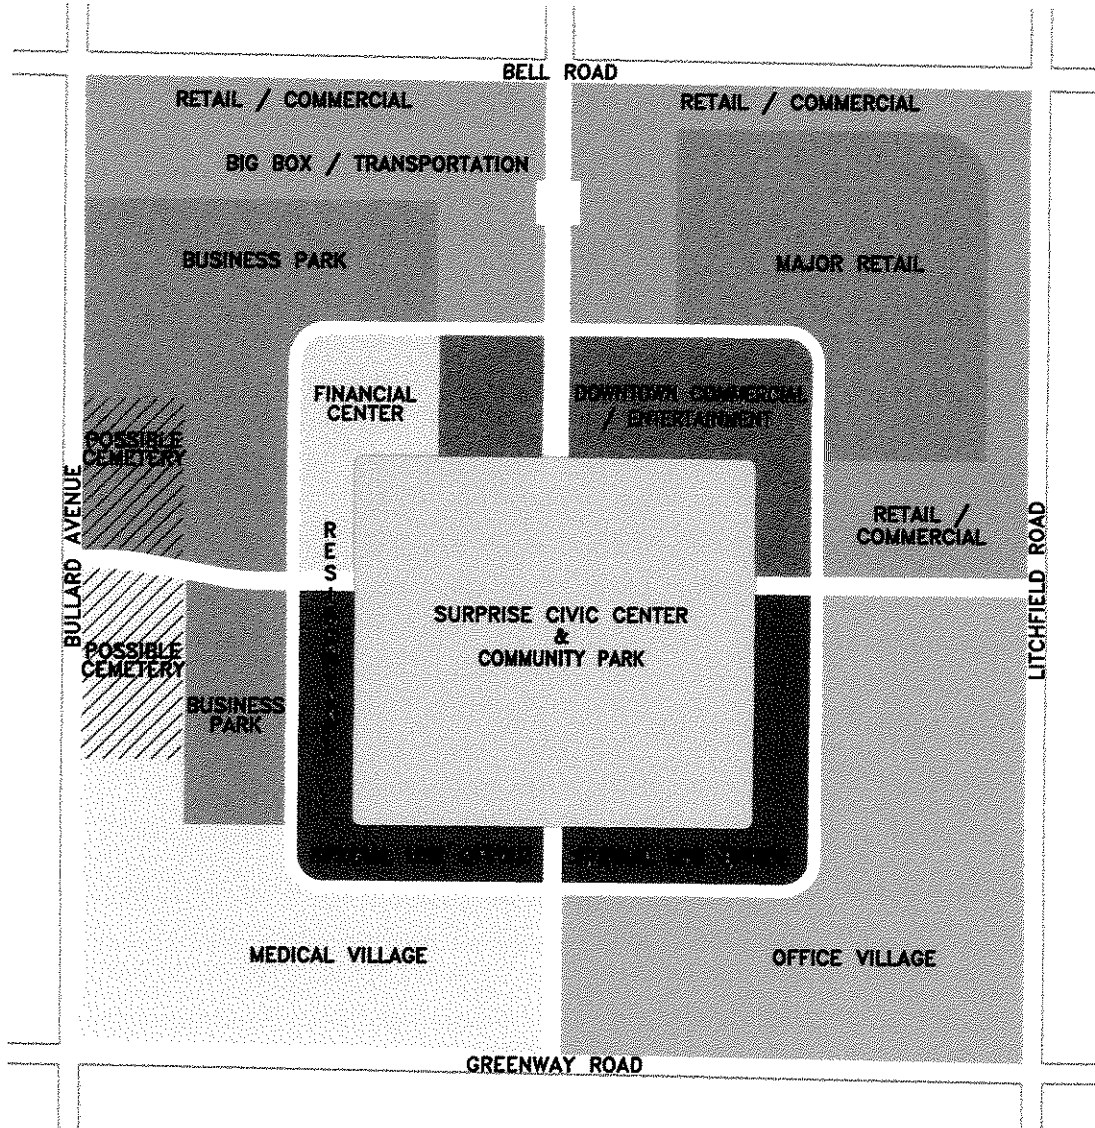 BELL ROAD
RETAIL / COMMERCIAL
RETAIL / COMMERCIAL
BIG BOX / TRANSPORTATION
BUSINESS PARK
MAJOR RETAIL
FINANCIAL
CENTER
DOWNTOWN COMMERCIAL
/ ENTERTAINMENT
POSSIBLE
CEMETERY
BULLARD AVENUE
RETAIL /
COMMERCIAL
LITCHFIELD ROAD
SURPRISE CIVIC CENTER
&
COMMUNITY PARK
POSSIBLE
CEMETERY
BUSINESS
PARK
MEDICAL VILLAGE
OFFICE VILLAGE
GREENWAY ROAD